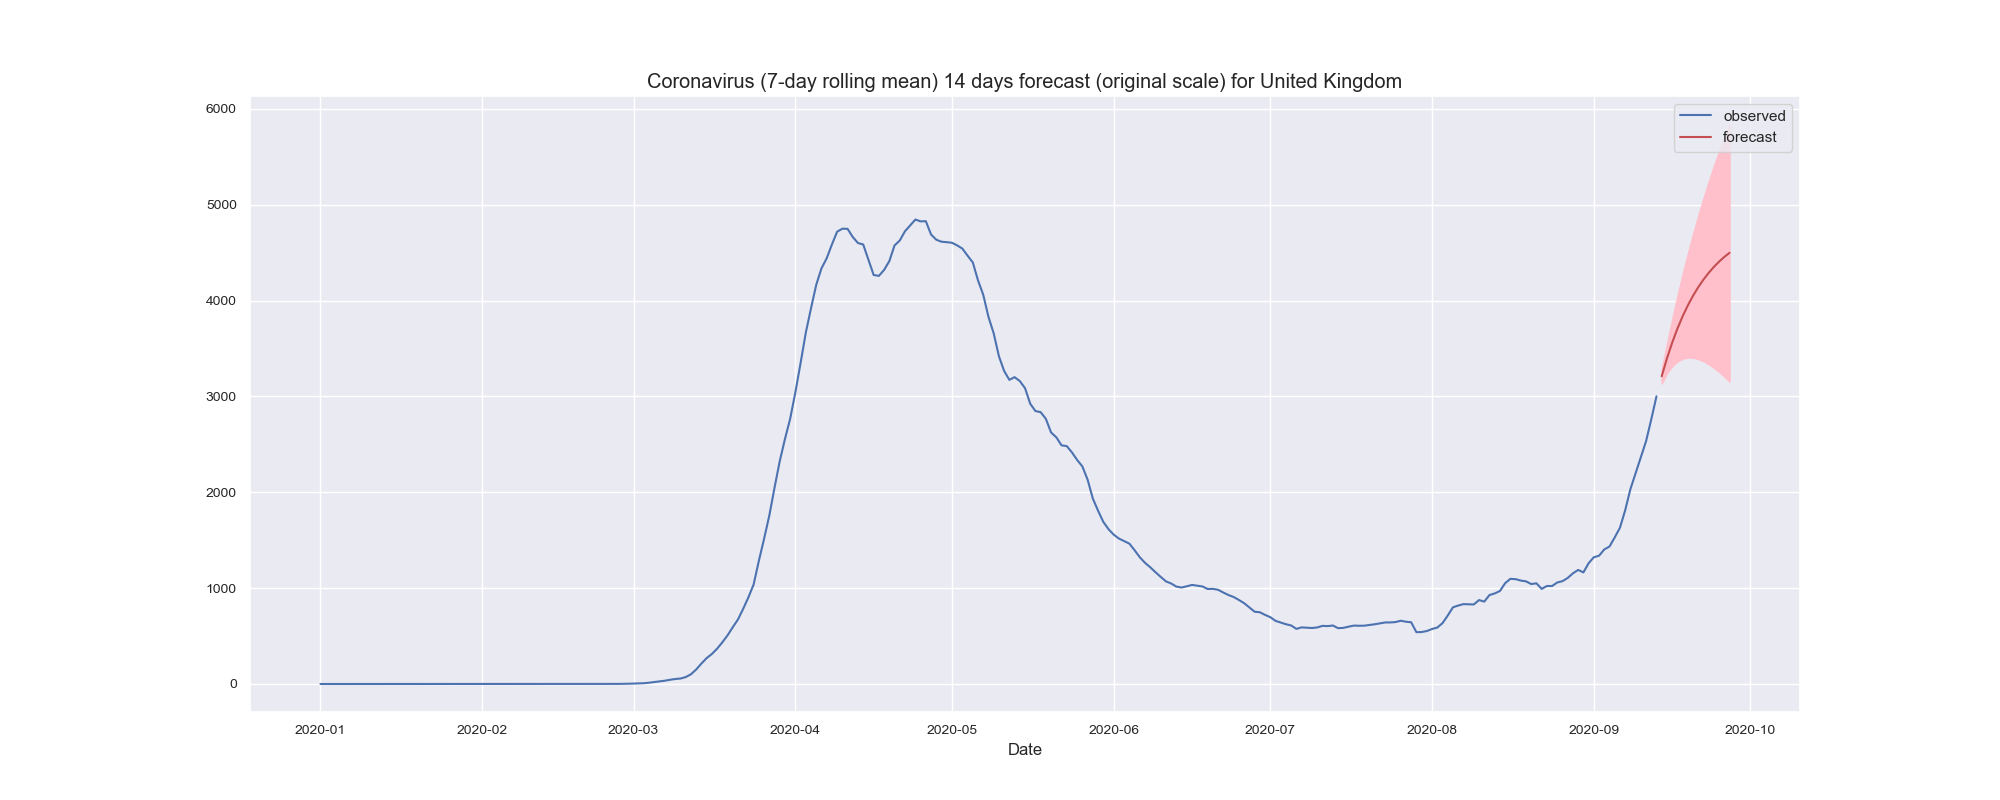 Coronavirus (7-day rolling mean) 14 days forecast (original scale) for United Kingdom
6000
observed
forecast
5000
4000
3000
2000
1000
0
2020-01 2020-02 2020-03 2020-04 2020-05 2020-06 2020-07 2020-08 2020-09 2020-10
Date